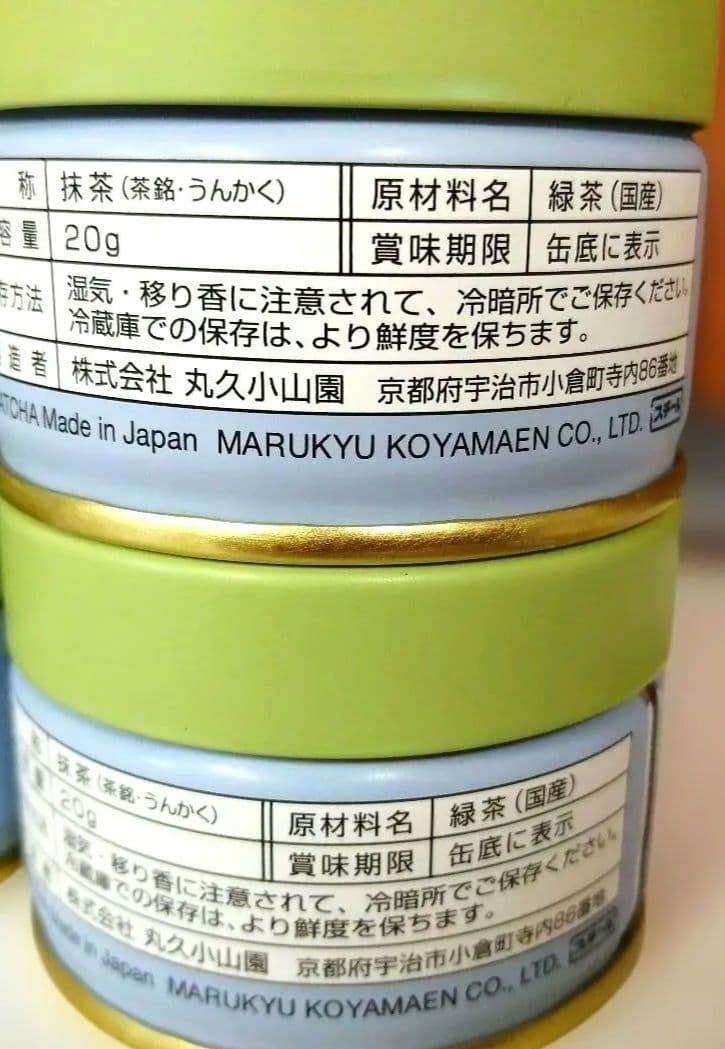 称 抹茶（茶銘・うんかく） 原材料名 緑茶（国産）
容量 20g 賞味期限 缶底に表示
存方法 湿気・移り香に注意されて、冷暗所でご保存ください。
冷蔵庫での保存は、より鮮度を保ちます。
造者 株式会社 丸久小山園 京都府宇治市小倉町寺内86番地
ATCHA Made in Japan MARUKYU KOYAMAEN CO., LTD. スチール
称 抹茶（茶銘・うんかく） 原材料名 緑茶（国産）
量 20g 賞味期限 缶底に表示
湿気・移り香に注意されて、冷暗所でご保存ください。
冷蔵庫での保存は、より鮮度を保ちます。
株式会社 丸久小山園 京都府宇治市小倉町寺内86番地
Made in Japan MARUKYU KOYAMAEN CO., LTD. スチール